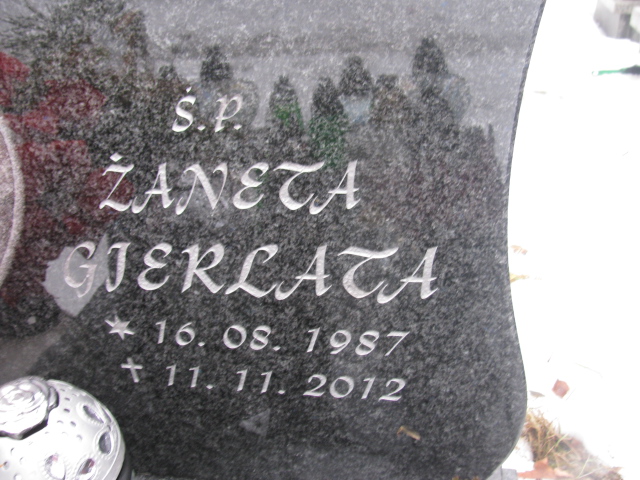 Ś.P.
ŻANETA
GIERLATA
* 16. 08. 1987
✝ 11. 11. 2012